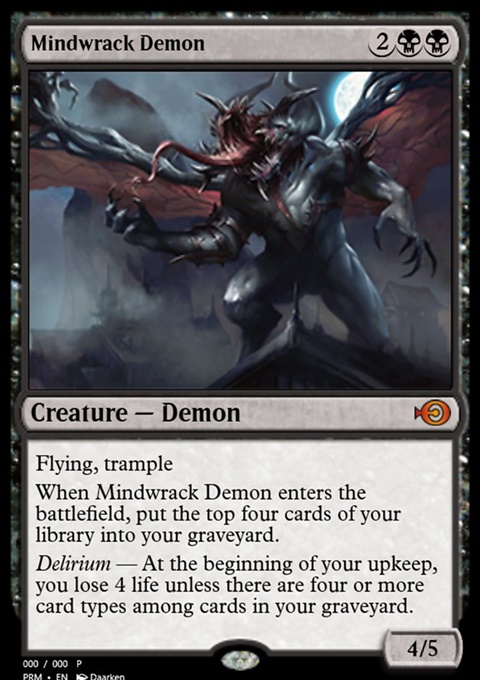 Mindwrack Demon 2
Creature — Demon
Flying, trample
When Mindwrack Demon enters the
battlefield, put the top four cards of your
library into your graveyard.
Delirium — At the beginning of your upkeep,
you lose 4 life unless there are four or more
card types among cards in your graveyard.
4/5
000 / 000 P
PRM • EN Daarken